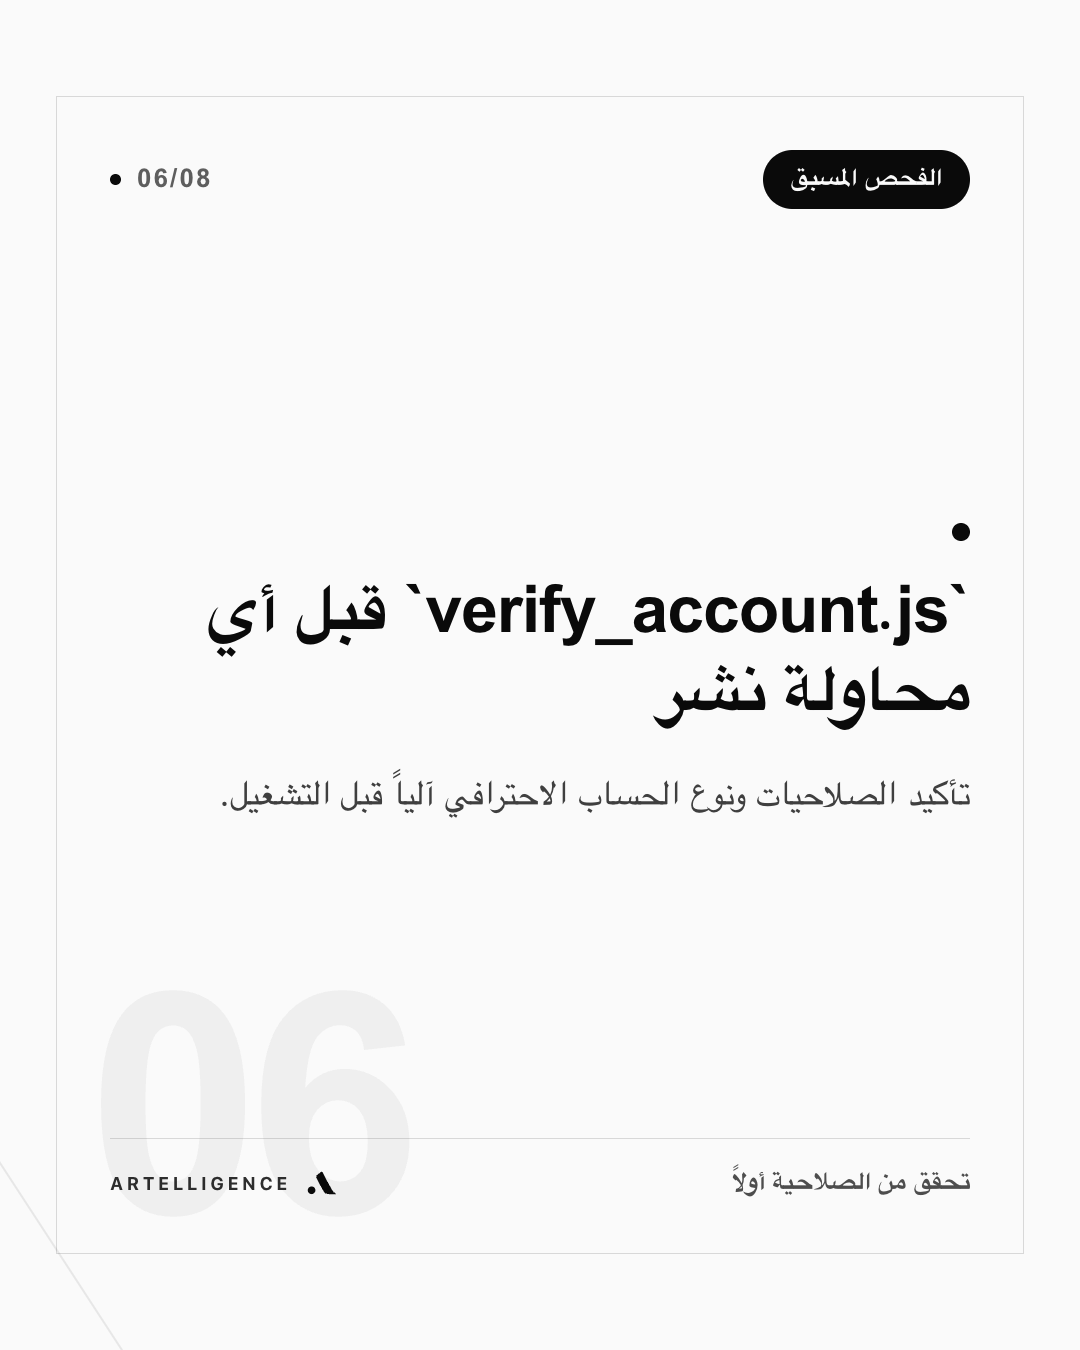 الفحص المسبق
06/08
`verify_account.js` قبل أي
محاولة نشر
تأكيد الصلاحيات ونوع الحساب الاحترافي آلياً قبل التشغيل.
06
تحقق من الصلاحية أولاً
ARTELLIGENCE